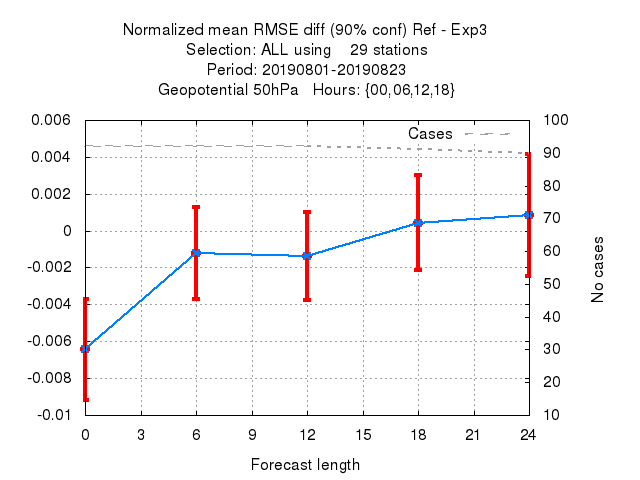 Normalized mean RMSE diff (90% conf) Ref - Exp3
Selection: ALL using    29 stations
Period: 20190801-20190823
Geopotential 50hPa   Hours: {00,06,12,18}
Cases
0.006
0.004
0.002
0
-0.002
-0.004
-0.006
-0.008
-0.01
100
90
80
70
60
50
40
30
20
10
No cases
0 3 6 9 12 15 18 21 24
Forecast length